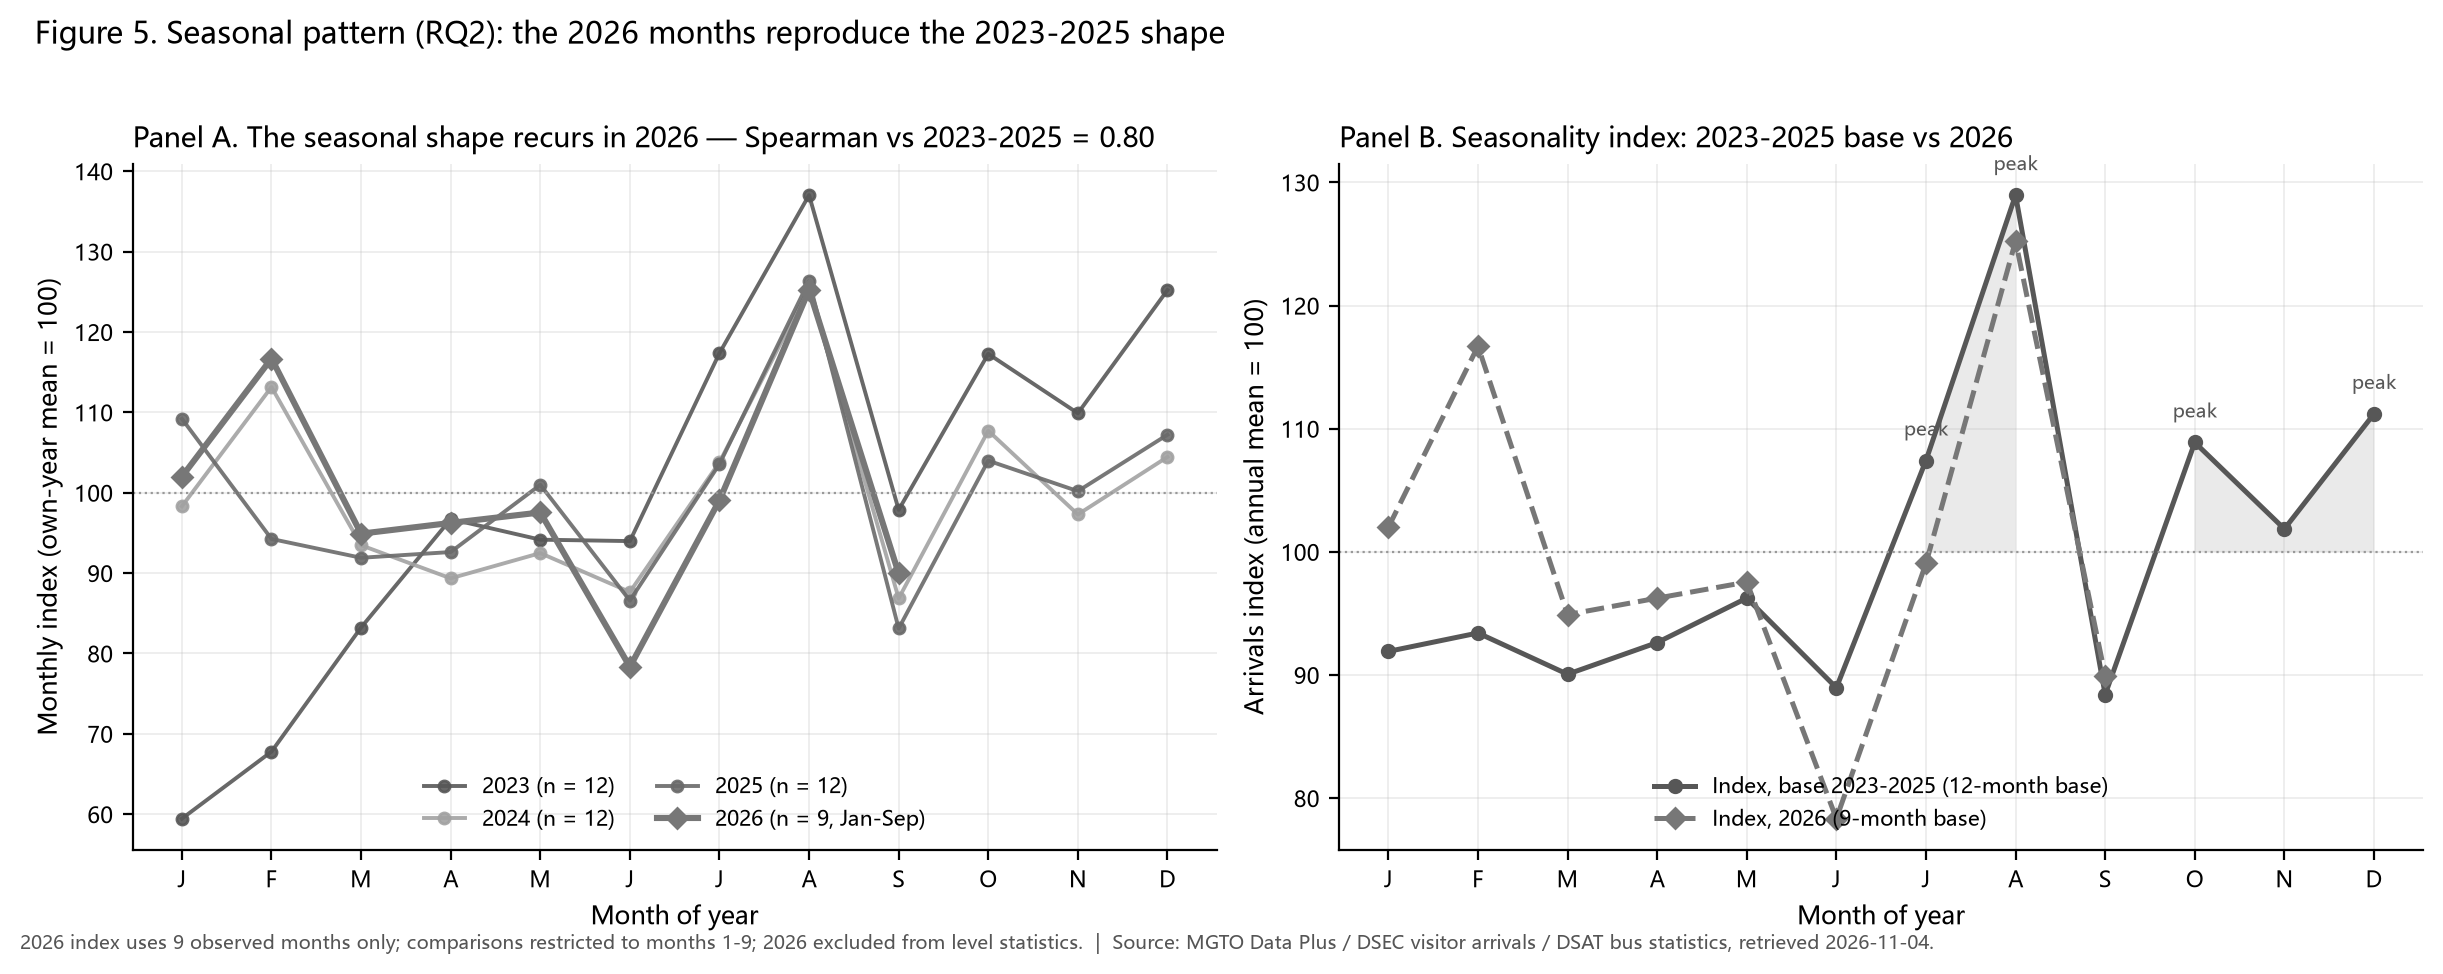 Figure 5. Seasonal pattern (RQ2): the 2026 months reproduce the 2023-2025 shape
Panel A. The seasonal shape recurs in 2026 — Spearman vs 2023-2025 = 0.80
Monthly index (own-year mean = 100)
140
130
120
110
100
90
80
70
60
2023 (n = 12)
2024 (n = 12)
2025 (n = 12)
2026 (n = 9, Jan-Sep)
J F M A M J J A S O N D
Month of year
Panel B. Seasonality index: 2023-2025 base vs 2026
Arrivals index (annual mean = 100)
130
120
110
100
90
80
peak
peak
peak
peak
Index, base 2023-2025 (12-month base)
Index, 2026 (9-month base)
J F M A M J J A S O N D
Month of year
2026 index uses 9 observed months only; comparisons restricted to months 1-9; 2026 excluded from level statistics. | Source: MGTO Data Plus / DSEC visitor arrivals / DSAT bus statistics, retrieved 2026-11-04.